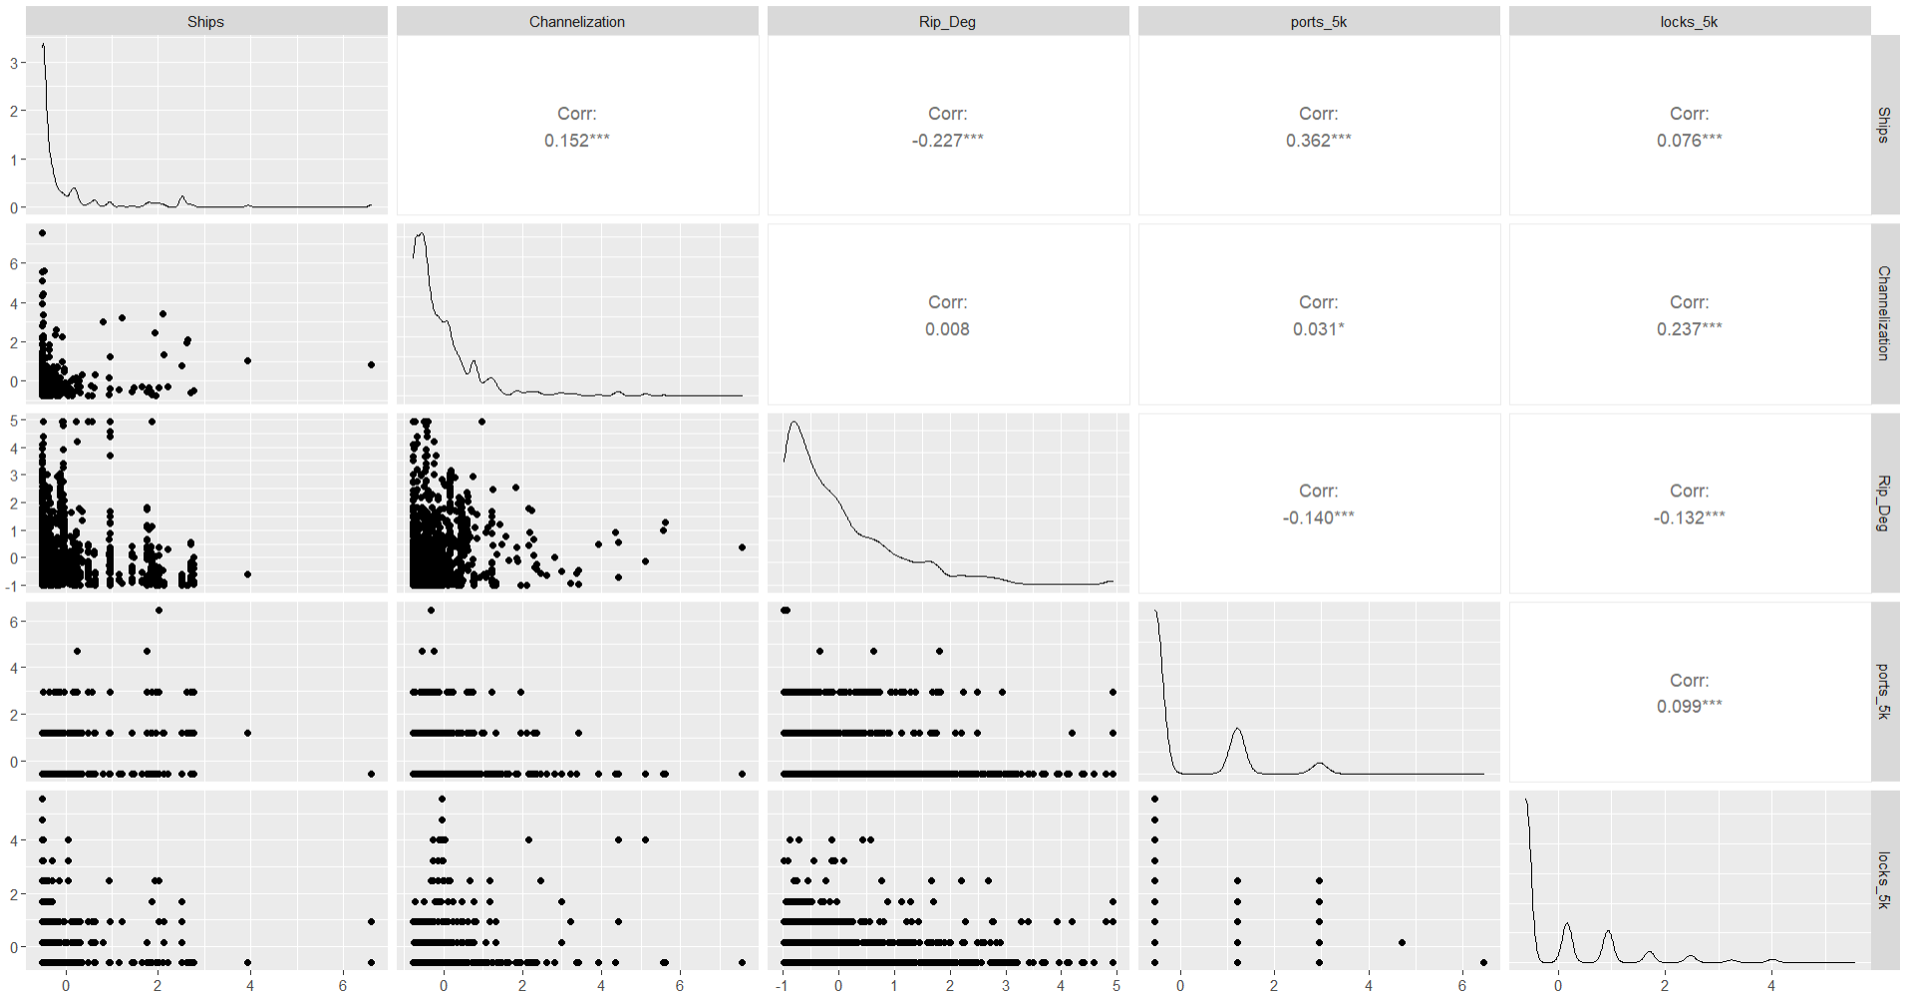 Ships Channelization Rip_Deg ports_5k locks_5k
3
2
1
0
Corr:
0.152***
Corr:
-0.227***
Corr:
0.362***
Corr:
0.076***
Ships
6
4
2
0
Corr:
0.008
Corr:
0.031*
Corr:
0.237***
Channelization
5
4
3
2
1
0
-1
Corr:
-0.140***
Corr:
-0.132***
Rip_Deg
6
4
2
0
Corr:
0.099***
ports_5k
4
2
0
locks_5k
0 2 4 6
0 2 4 6
-1 0 1 2 3 4 5
0 2 4 6
0 2 4